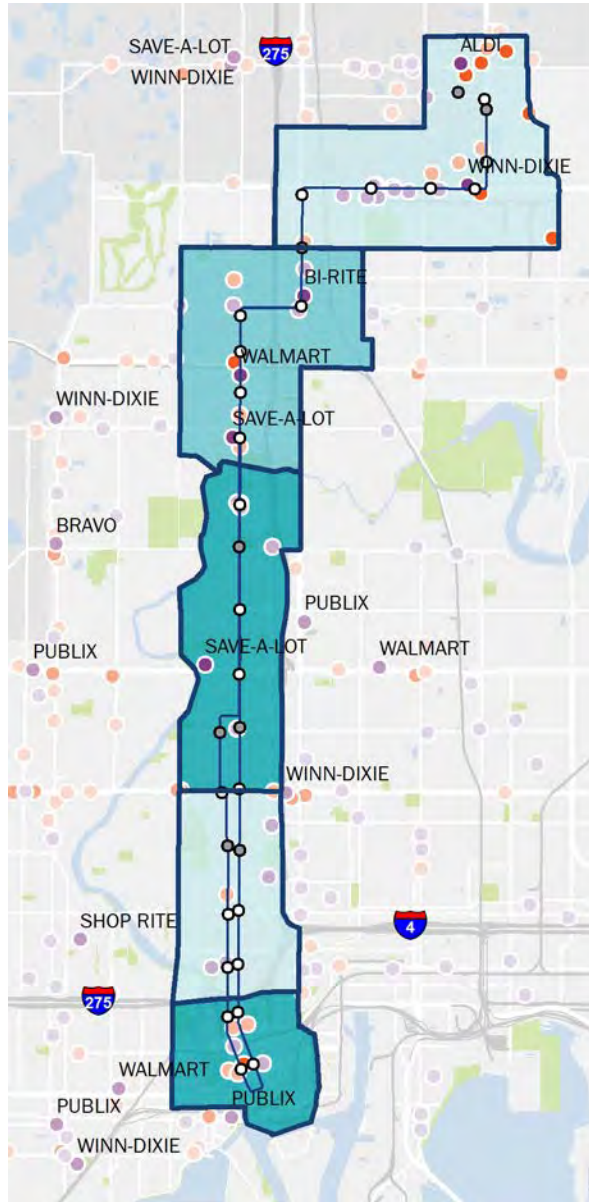 SAVE-A-LOT
275
ALDI
WINN-DIXIE
WINN-DIXIE
BI-RITE
WALMART
WINN-DIXIE
SAVE-A-LOT
BRAVO
PUBLIX
SAVE-A-LOT
WALMART
PUBLIX
WINN-DIXIE
SHOP RITE
4
275
WALMART
PUBLIX
PUBLIX
WINN-DIXIE